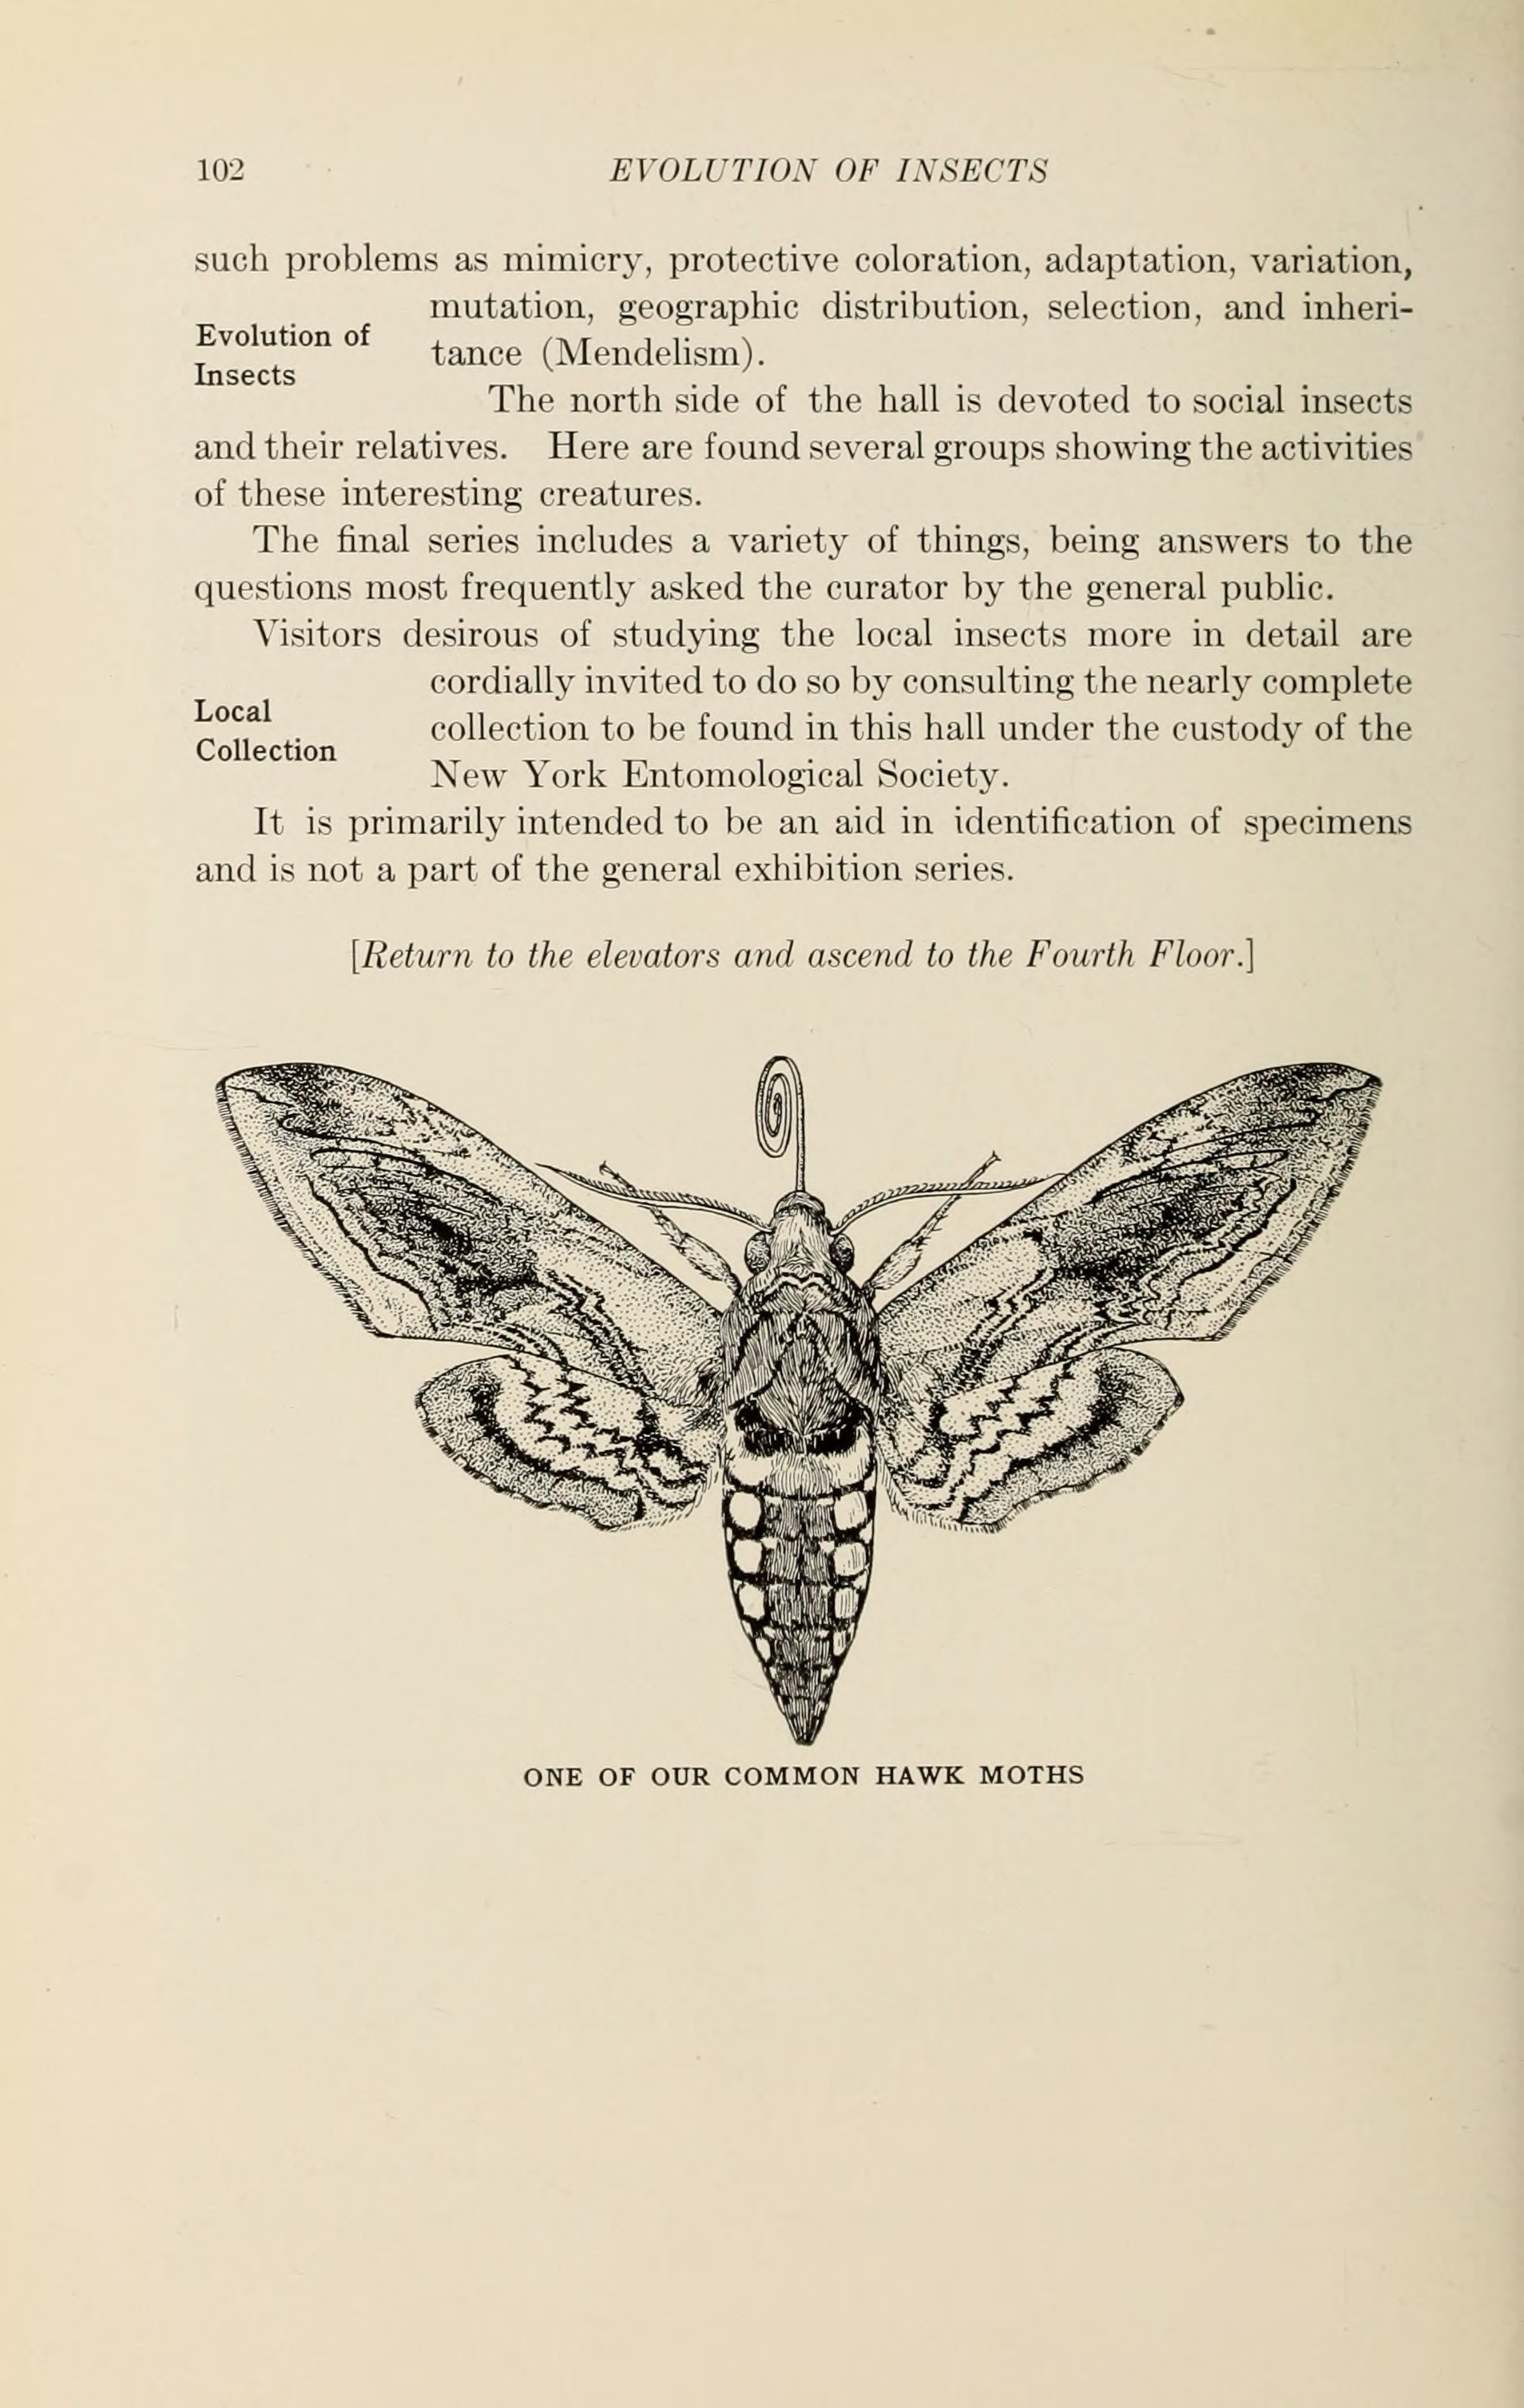 102
EVOLUTION OF INSECTS
such problems as mimicry, protective coloration, adaptation, variation,
mutation, geographic distribution, selection, and inheri-
Evolution of
Insects
tance (Mendelism).
The north side of the hall is devoted to social insects
and their relatives. Here are found several groups showing the activities
of these interesting creatures.
The final series includes a variety of things, being answers to the
questions most frequently asked the curator by the general public.
Visitors desirous of studying the local insects more in detail are
cordially invited to do so by consulting the nearly complete
Local
Collection
collection to be found in this hall under the custody of the
New York Entomological Society.
It is primarily intended to be an aid in identification of specimens
and is not a part of the general exhibition series.
[Return to the elevators and ascend to the Fourth Floor.]
ONE OF OUR COMMON HAWK MOTHS